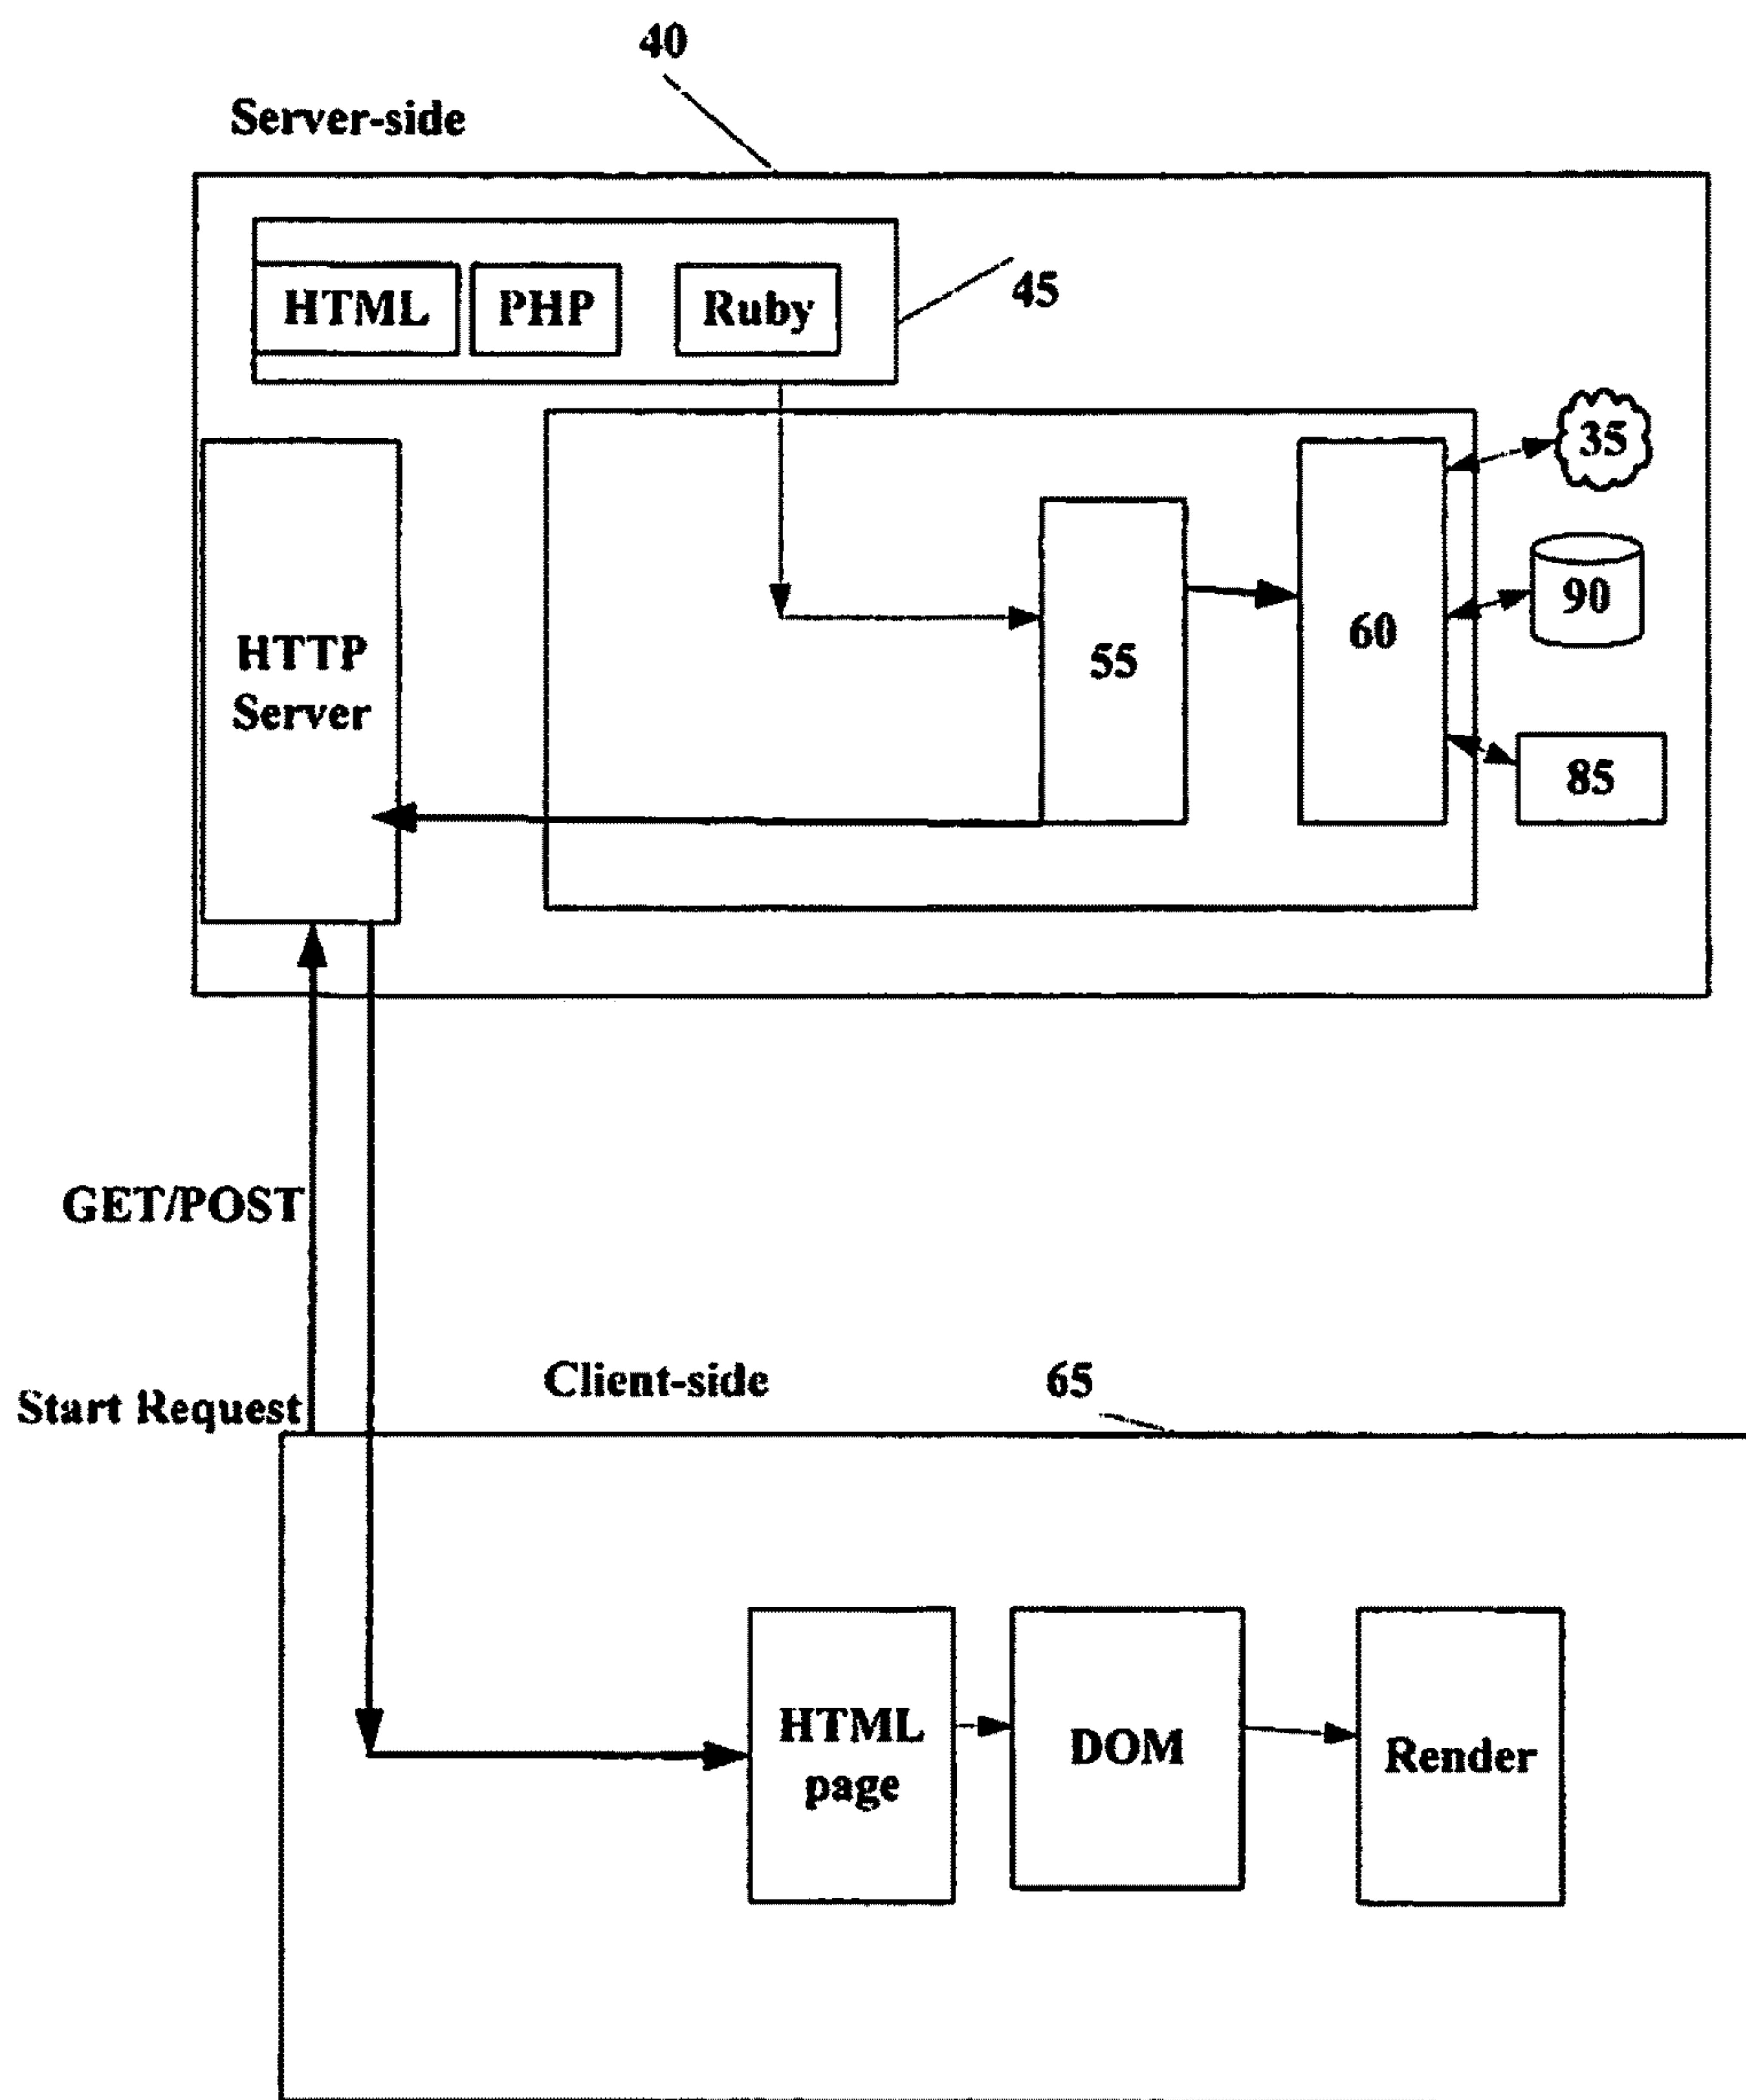 40
Server-side
HTML PHP Ruby
45
35
90
HTTP
Server
55
60
85
GET/POST
Start Request
Client-side
65
HTML
page
DOM
Render